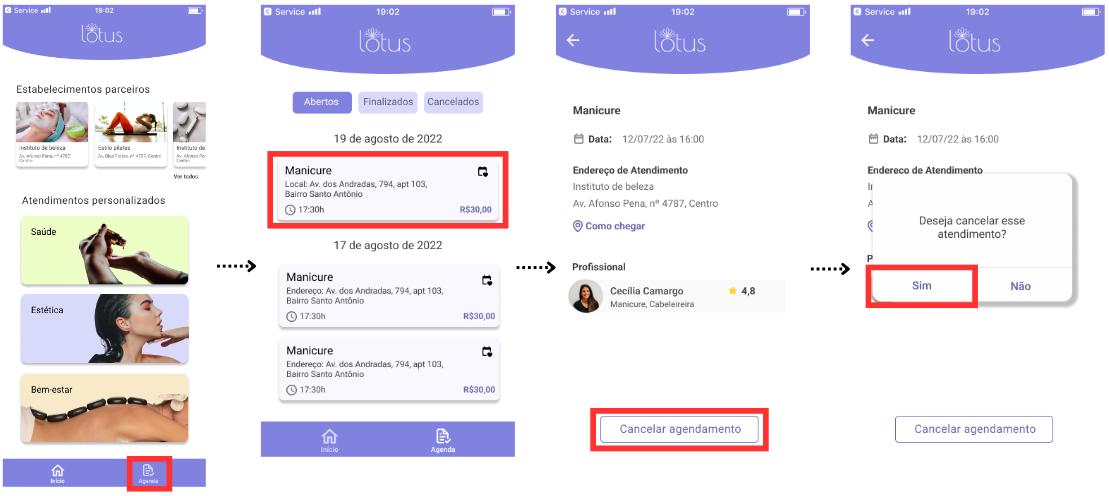 Service
19:02
lotus
Estabelecimentos parceiros
Instituto de beleza
Av. Afonso Pena, nº 4787,
Centro
Estilo pilates
Av. Bias Fortes, nº 4787, Centro
Instituto de
Av. Afonso Pe
Centro
Ver todos
Atendimentos personalizados
Saúde
Estética
Bem-estar
Início
Agenda
Service
19:02
lotus
Abertos
Finalizados
Cancelados
19 de agosto de 2022
Manicure
Local: Av. dos Andradas, 794, apt 103,
Bairro Santo Antônio
17:30h
R$30,00
17 de agosto de 2022
Manicure
Endereço: Av. dos Andradas, 794, apt 103,
Bairro Santo Antônio
17:30h
R$30,00
Manicure
Endereço: Av. dos Andradas, 794, apt 103,
Bairro Santo Antônio
17:30h
R$30,00
Início
Agenda
Service
19:02
lotus
Manicure
Data: 12/07/22 às 16:00
Endereço de Atendimento
Instituto de beleza
Av. Afonso Pena, nº 4787, Centro
Como chegar
Profissional
Cecília Camargo
4,8
Manicure, Cabeleireira
Cancelar agendamento
Service
19:02
lotus
Manicure
Data: 12/07/22 às 16:00
Endereco de Atendimento
Deseja cancelar esse
atendimento?
Sim
Não
Cancelar agendamento